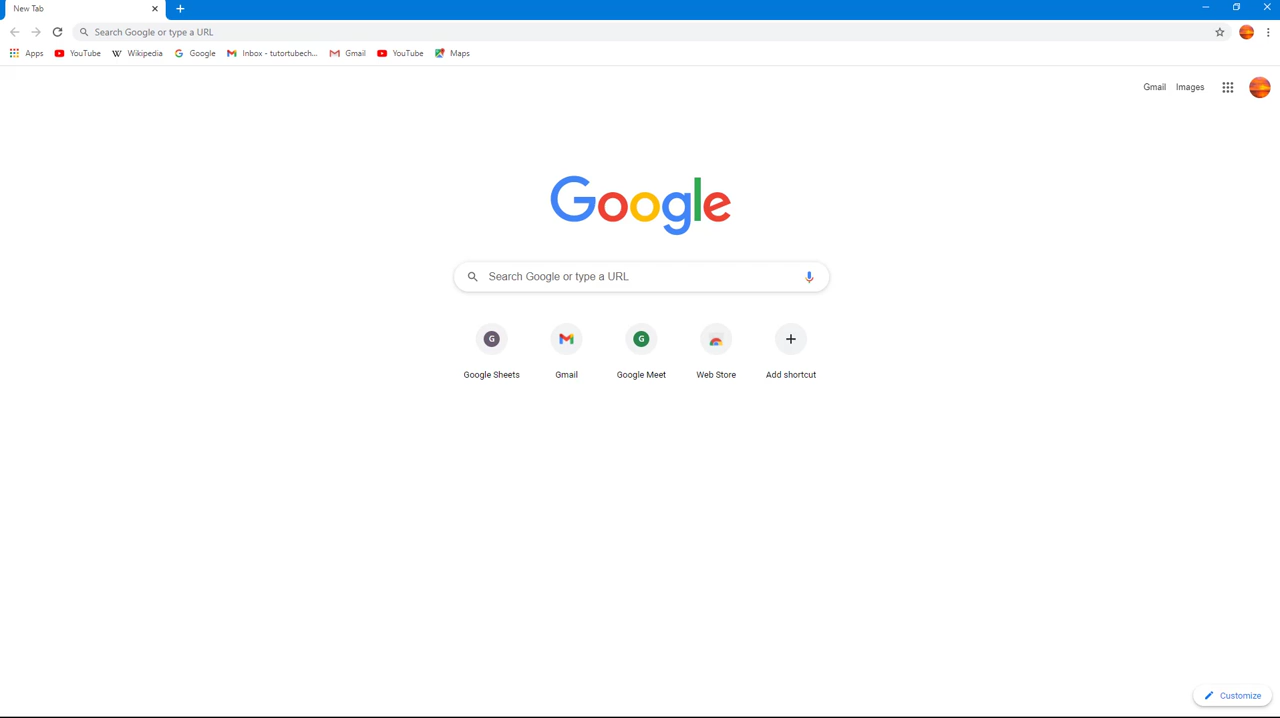 New Tab
Search Google or type a URL
Apps YouTube Wikipedia Google Inbox - tutortubech... Gmail YouTube Maps
Gmail Images
Google
Search Google or type a URL
G G
Google Sheets Gmail Google Meet Web Store Add shortcut
Customize